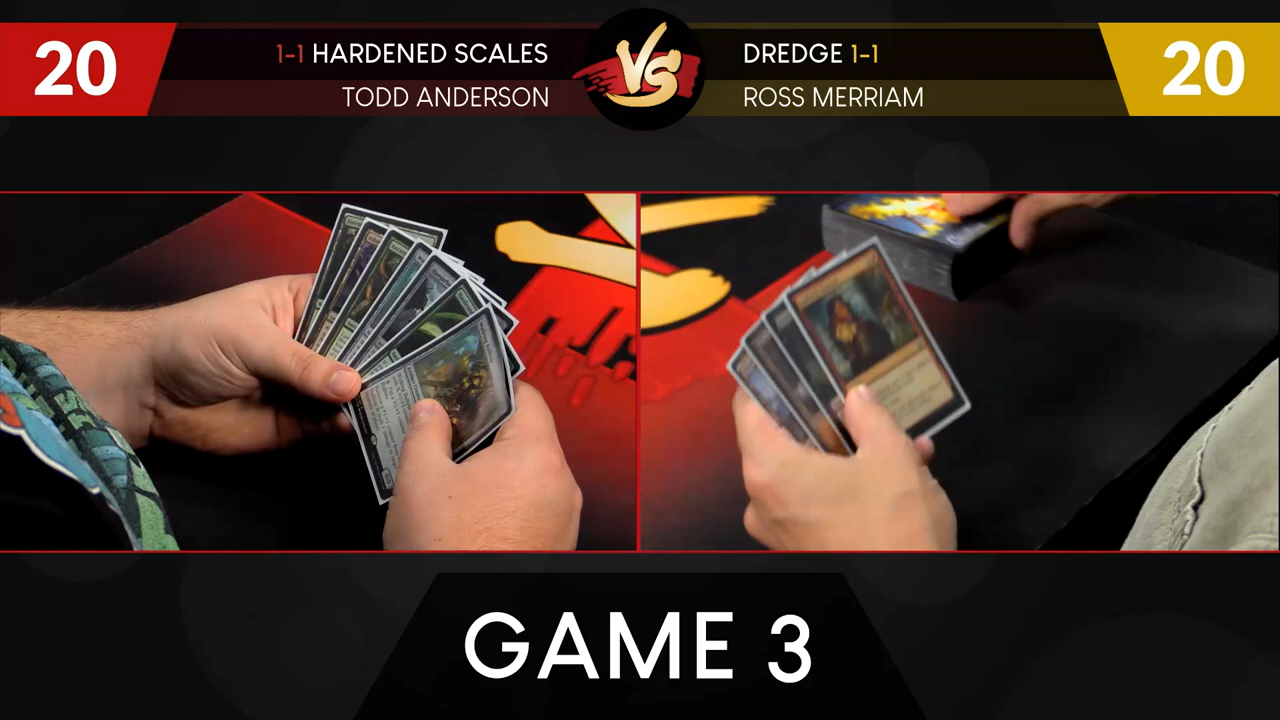 20
1-1 HARDENED SCALES
TODD ANDERSON
VS
DREDGE 1-1
ROSS MERRIAM
20
GAME 3